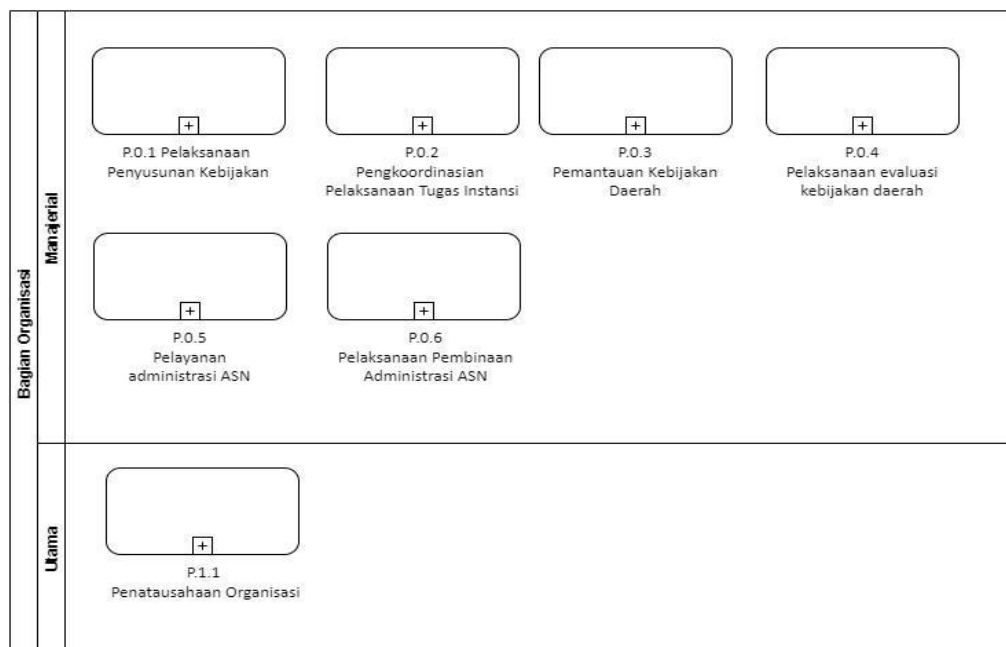 Bagian Organisasi
Manajerial
P.0.1 Pelaksanaan
Penyusunan Kebijakan
P.0.2
Pengkoordinasian
Pelaksanaan Tugas Instansi
P.0.3
Pemantauan Kebijakan
Daerah
P.0.4
Pelaksanaan evaluasi
kebijakan daerah
P.0.5
Pelayanan
administrasi ASN
P.0.6
Pelaksanaan Pembinaan
Administrasi ASN
Utama
P.1.1
Penatausahaan Organisasi